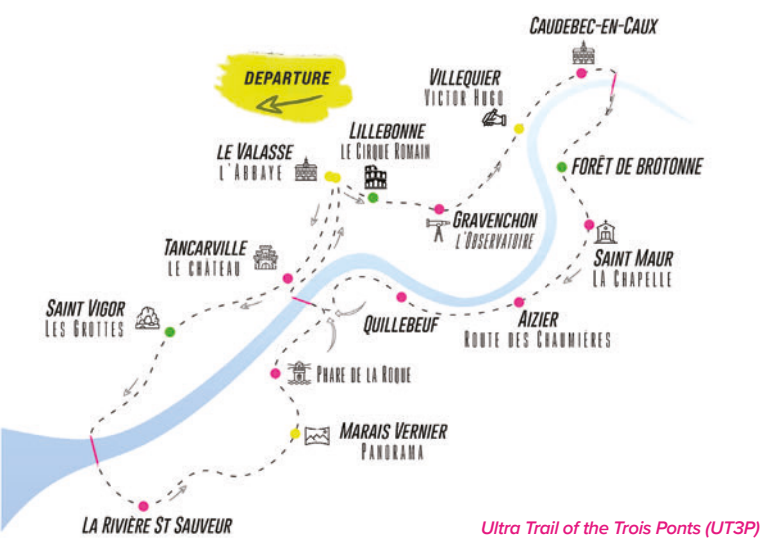 CAUDEBEC-EN-CAUX
DEPARTURE
VILLEQUIER
VICTOR HUGO
LILLEBONNE
LE CIRQUE ROMAIN
LE VALASSE
L'ABBAYE
FORÊT DE BROTONNE
GRAVENCHON
L'OBSERVATOIRE
TANCARVILLE
LE CHÂTEAU
SAINT MAUR
LA CHAPELLE
SAINT VIGOR
LES GROTTES
QUILLEBEUF
AIZIER
ROUTE DES CHAUMIÈRES
PHARE DE LA ROQUE
MARAIS VERNIER
PANORAMA
LA RIVIÈRE ST SAUVEUR
Ultra Trail of the Trois Ponts (UT3P)